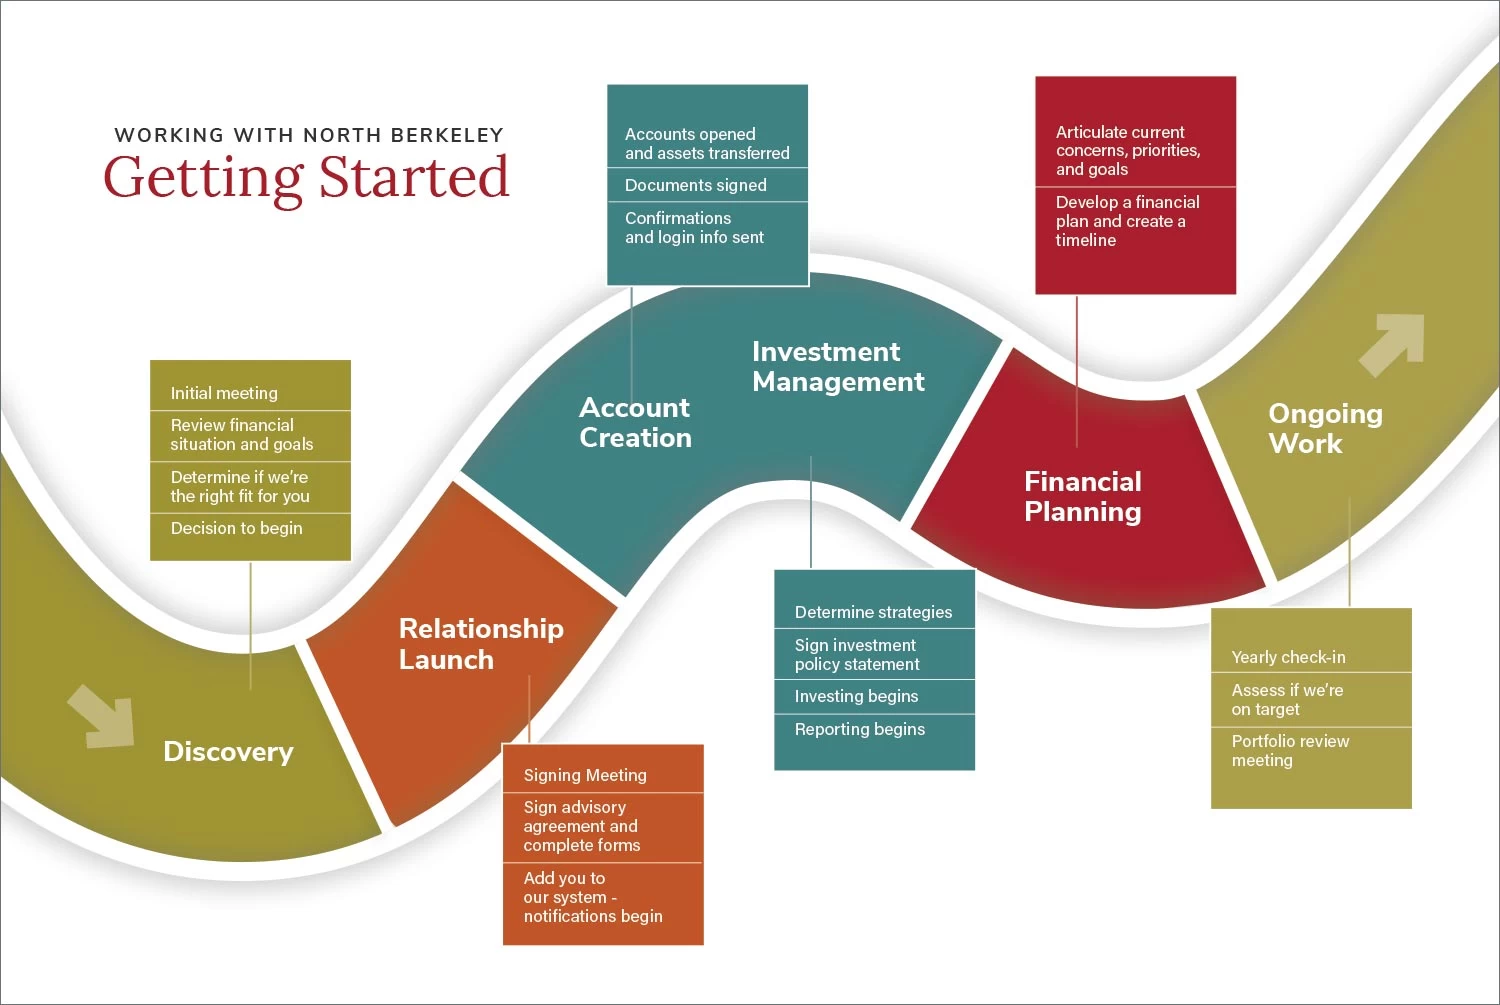 WORKING WITH NORTH BERKELEY
Getting Started
Initial meeting
Review financial
situation and goals
Determine if we're
the right fit for you
Decision to begin
Discovery
Relationship
Launch
Signing Meeting
Sign advisory
agreement and
complete forms
Add you to
our system -
notifications begin
Accounts opened
and assets transferred
Documents signed
Confirmations
and login info sent
Account
Creation
Investment
Management
Determine strategies
Sign investment
policy statement
Investing begins
Reporting begins
Articulate current
concerns, priorities,
and goals
Develop a financial
plan and create a
timeline
Financial
Planning
Ongoing
Work
Yearly check-in
Assess if we're
on target
Portfolio review
meeting